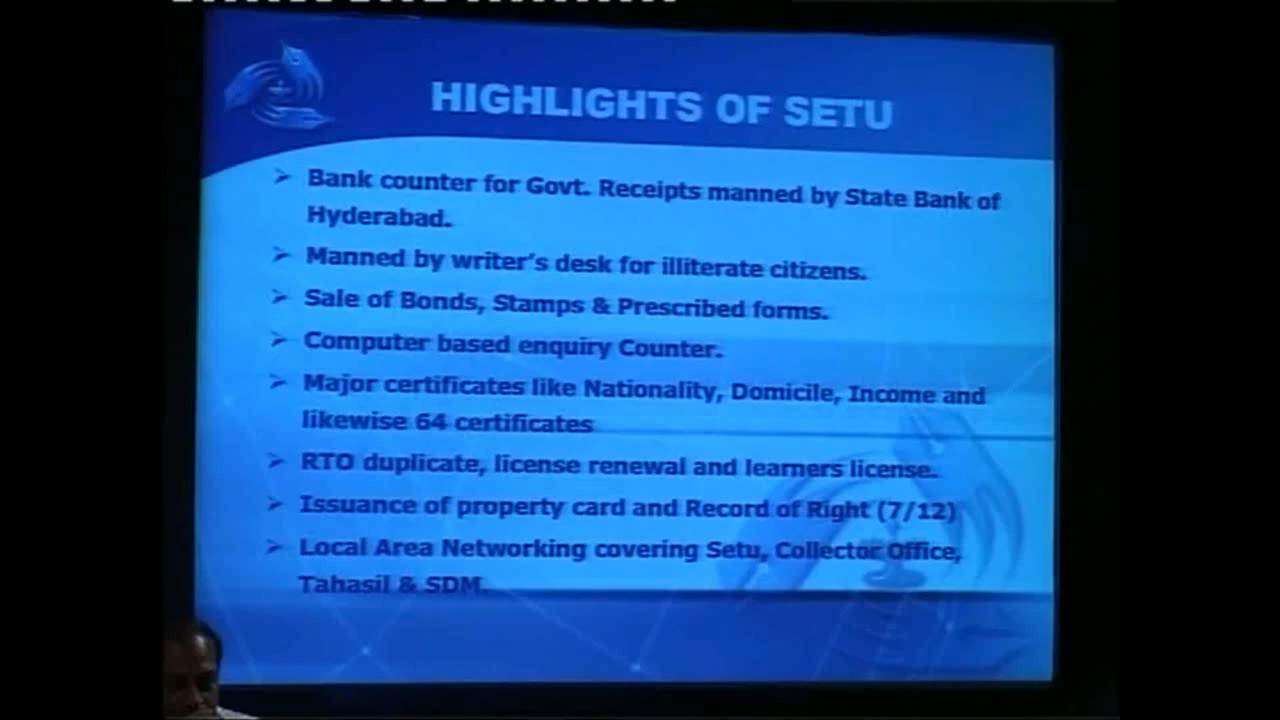 HIGHLIGHTS OF SETU
➢ Bank counter for Govt. Receipts manned by State Bank of
Hyderabad.
➢ Manned by writer's desk for illiterate citizens.
➢ Sale of Bonds, Stamps & Prescribed forms.
➢ Computer based enquiry Counter.
➢ Major certificates like Nationality, Domicile, Income and
likewise 64 certificates
➢ RTO duplicate, license renewal and learners license.
➢ Issuance of property card and Record of Right (7/12)
➢ Local Area Networking covering Setu, Collector Office,
Tahasil & SDM.